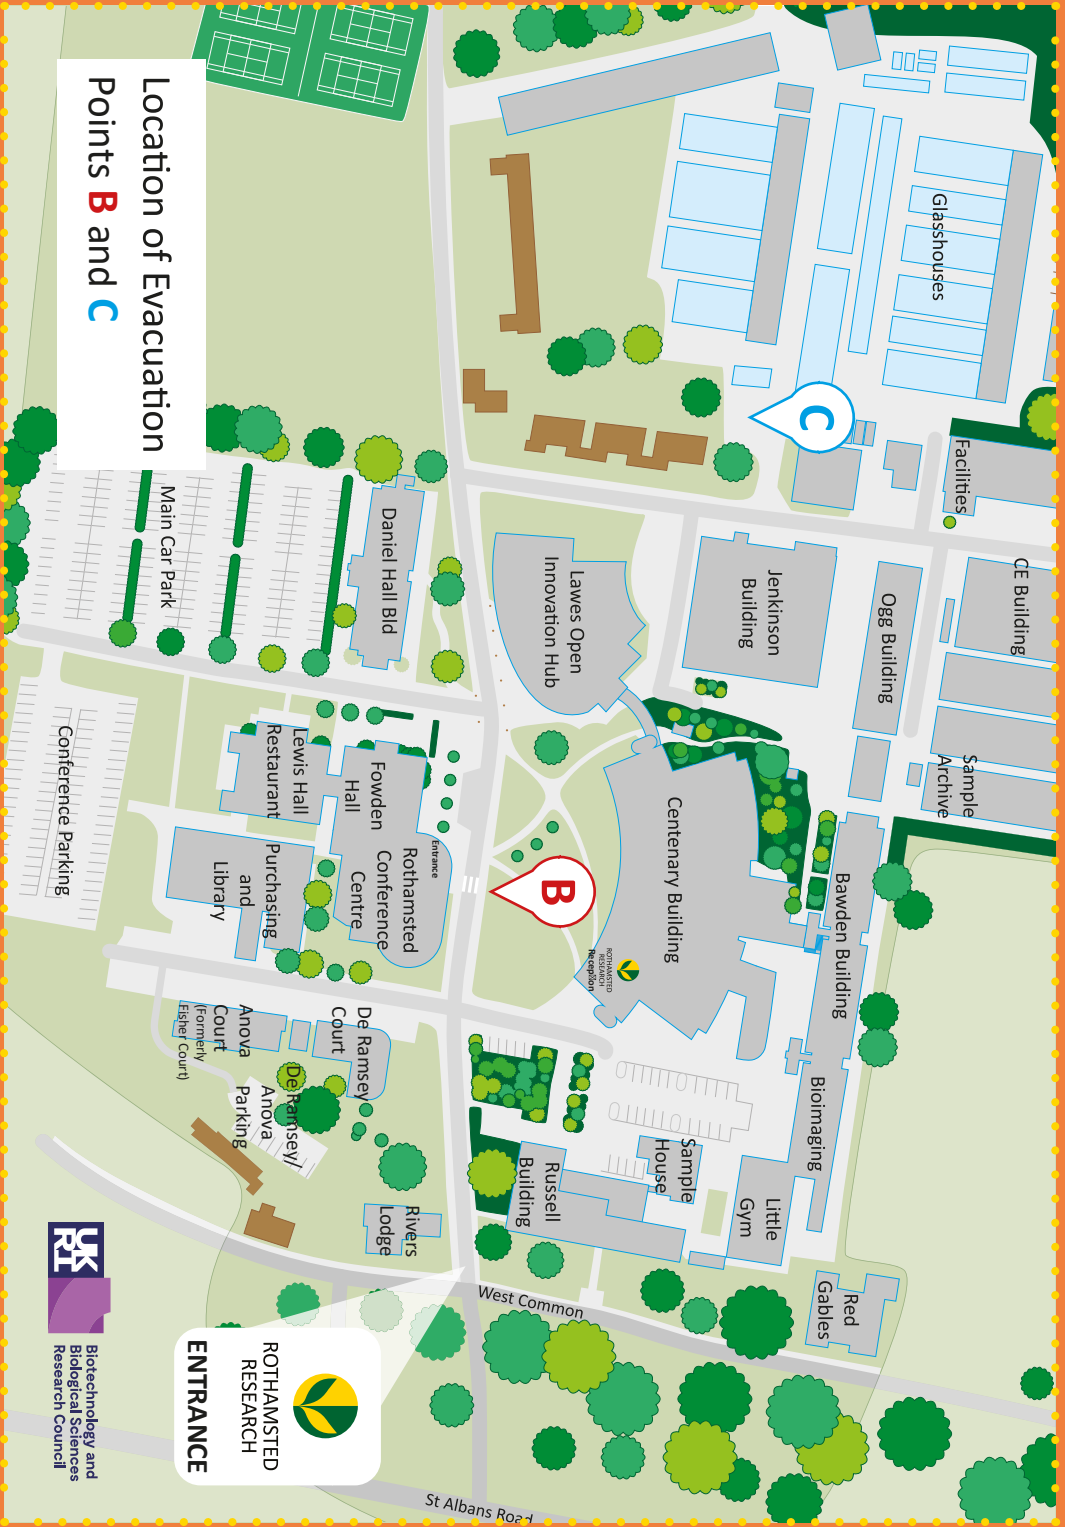 Location of Evacuation
Points B and C
Glasshouses
C
Facilities
CE Building
Main Car Park
Daniel Hall Bld
Lawes Open
Innovation Hub
Jenkinson
Building
Ogg Building
Sample
Archive
Conference Parking
Lewis Hall
Restaurant
Fowden
Hall
Rothamsted
Conference
Centre
Entrance
Purchasing
and
Library
B
Centenary Building
ROTHAMSTED
RESEARCH
Reception
Bawden Building
Bioimaging
Anova
Court
(Formerly
Fisher Court)
De Ramsey
Court
De Ramsey/
Anova
Parking
Rivers
Lodge
Russell
Building
Sample
House
Little
Gym
Red
Gables
West Common
St Albans Road
ROTHAMSTED
RESEARCH
ENTRANCE
UK
RI
Biotechnology and
Biological Sciences
Research Council